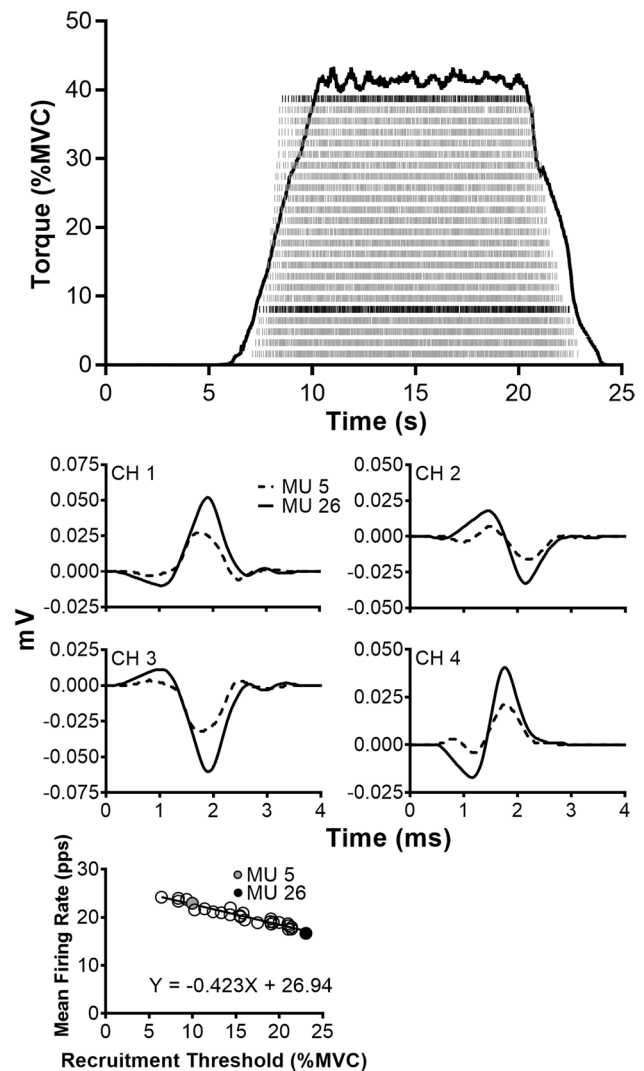 50
40
30
20
10
0
Torque (%MVC)
0 5 10 15 20 25
Time (s)
0.075
0.050
0.025
0.000
-0.025
CH 1
MU 5
MU 26
0.050
0.025
0.000
-0.025
-0.050
CH 2
mV
0.025
0.000
-0.025
-0.050
-0.075
CH 3
0 1 2 3 4
0.050
0.025
0.000
-0.025
CH 4
0 1 2 3 4
Time (ms)
Mean Firing Rate (pps)
30
20
10
0
MU 5
MU 26
Y = -0.423X + 26.94
0 5 10 15 20 25
Recruitment Threshold (%MVC)